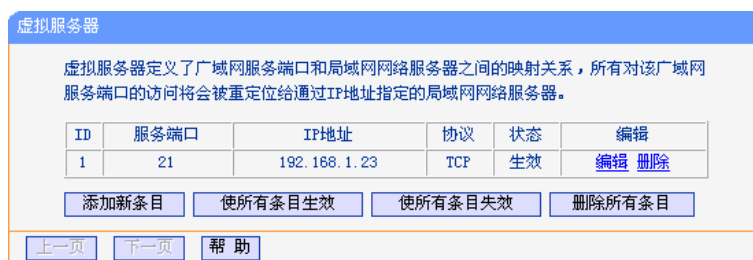 虚拟服务器
虚拟服务器定义了广域网服务端口和局域网网络服务器之间的映射关系，所有对该广域网
服务端口的访问将会被重定位给通过IP地址指定的局域网网络服务器。
ID 服务端口 IP地址 协议 状态 编辑
1 21 192.168.1.23 TCP 生效 编辑 删除
添加新条目 使所有条目生效 使所有条目失效 删除所有条目
上一页 下一页 帮 助